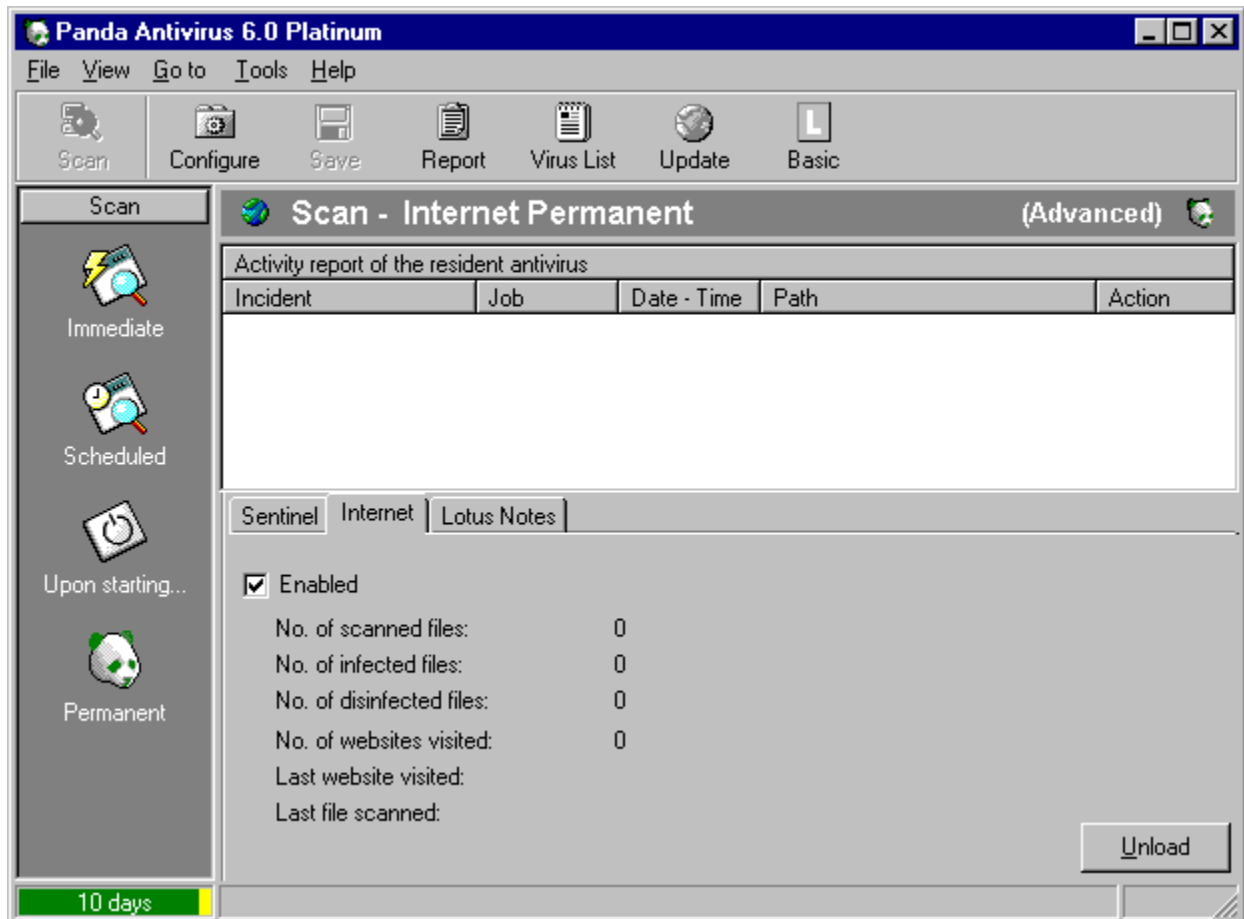 Panda Antivirus 6.0 Platinum
File View Go to Tools Help
Scan Configure Save Report Virus List Update L Basic
Scan
Immediate
Scheduled
Upon starting...
Permanent
Scan - Internet Permanent (Advanced)
Activity report of the resident antivirus
Incident Job Date - Time Path Action
Sentinel Internet Lotus Notes
Enabled
No. of scanned files: 0
No. of infected files: 0
No. of disinfected files: 0
No. of websites visited: 0
Last website visited:
Last file scanned:
Unload
10 days